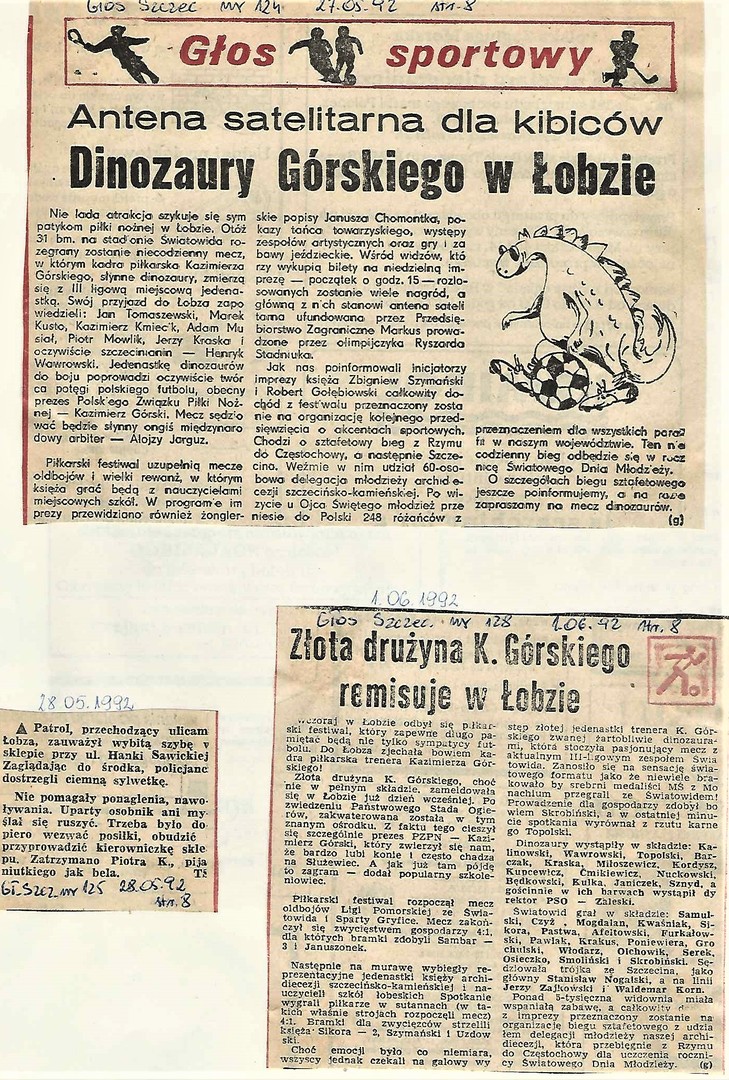 Głos Szczec nr 124 27.05.92 str. 8
Głos sportowy
Antena satelitarna dla kibiców
Dinozaury Górskiego w Łobzie
Nie lada atrakcja szykuje się sym
patykom piłki nożnej w Łobzie. Otóż
31 bm. na stadionie Światowida ro-
zegrany zostanie niecodzienny mecz,
w którym kadra piłkarska Kazimierza
Górskiego, słynne dinozaury, zmierzą
się z III ligową miejscową jedena-
stką. Swój przyjazd do Łobza zapo
wiedzieli: Jan Tomaszewski, Marek
Kusto, Kazimierz Kmiecik, Adam Mu
siał, Piotr Mowlik, Jerzy Kraska i
oczywiście szczecinianin — Henryk
Wawrowski. Jedenastkę dinozaurów
do boju poprowadzi oczywiście twór
ca potęgi polskiego futbolu, obecny
prezes Polskiego Związku Piłki Noż-
nej — Kazimierz Górski. Mecz sędzio
wać będzie słynny ongiś międzynaro
dowy arbiter — Alojzy Jarguz.
Piłkarski festiwal uzupełnią mecze
oldbojów i wielki rewanż, w którym
księża grać będą z nauczycielami
miejscowych szkół. W programie im
prezy przewidziano również żongler-
skie popisy Janusza Chomontka, po-
kazy tańca towarzyskiego, występy
zespołów artystycznych oraz gry i za
bawy jeździeckie. Wśród widzów, któ
rzy wykupią bilety na niedzielną im-
prezę — początek o godz. 15 — rozlo-
sowanych zostanie wiele nagród, a
główną z nich stanowi antena sateli
tarna ufundowana przez Przedsię-
biorstwo Zagraniczne Markus prowa-
dzone przez olimpijczyka Ryszarda
Stadniuka.
Jak nas poinformowali inicjatorzy
imprezy księża Zbigniew Szymański
i Robert Gołębiowski całkowity do-
chód z festiwalu przeznaczony zosta
nie na organizację kolejnego przed-
sięwzięcia o akcentach sportowych.
Chodzi o sztafetowy bieg z Rzymu
do Częstochowy, a następnie Szcze-
cina. Weźmie w nim udział 60-oso-
bowa delegacja młodzieży archidie-
cezji szczecińsko-kamieńskiej. Po wi-
zycie u Ojca Świętego młodzież prze
niesie do Polski 248 różańców z
przeznaczeniem dla wszystkich parafi
fii w naszym województwie. Ten nie
codzienny bieg odbędzie się w rocz
nicę Światowego Dnia Młodzieży.
O szczegółach biegu sztafetowego
jeszcze poinformujemy, a na razie
zapraszamy na mecz dinozaurów.
(g)
28.05.1992
Patrol, przechodzący ulicam
Łobza, zauważył wybitą szybę w
sklepie przy ul. Hanki Sawickiej
Zaglądając do środka, policjanc
dostrzegli ciemną sylwetkę.
Nie pomagały ponaglenia, nawo-
ływania. Uparty osobnik ani my-
ślał się ruszyć. Trzeba było do
piero wezwać posiłki, obudzić
przyprowadzić kierowniczkę skle
pu. Zatrzymano Piotra K., pija
niutkiego jak bela.
Gł. Szcz nr 125 28.05.92
str. 8
1.06.1992
Głos Szczec. nr 128 1.06.92 str. 8
Złota drużyna K. Górskiego
remisuje w Łobzie
Wczoraj w Łobzie odbył się piłkar-
ski festiwal, który zapewne długo pa-
miętać będą nie tylko sympatycy fut-
bolu. Do Łobza zjechała bowiem ka-
dra piłkarska trenera Kazimierza Gór-
skiego!
Złota drużyna K. Górskiego, choć
nie w pełnym składzie, zameldowała
się w Łobzie już dzień wcześniej. Po
zwiedzeniu Państwowego Stada Ogie-
rów, zakwaterowana została w tym
znanym ośrodku. Z faktu tego cieszył
się szczególnie prezes PZPN — Kazi-
mierz Górski, który zwierzył się nam,
że bardzo lubi konie i często chadza
na Służewiec. A jak już tam pójdę
to zagram — dodał popularny szkole-
niowiec.
Piłkarski festiwal rozpoczął mecz
oldbojów Ligi Pomorskiej ze Świa-
towida i Sparty Gryfice. Mecz zakoń-
czył się zwycięstwem gospodarzy 4:1,
dla których bramki zdobyli Sambar —
3 i Januszonek.
Następnie na murawę wybiegły re-
prezentacyjne jedenastki księży archi-
diecezji szczecińsko-kamieńskiej i na-
uczycieli szkół łobeskich Spotkanie
wygrali piłkarze w sutannach (w ta-
kich właśnie strojach rozpoczęli mecz)
4:1. Bramki dla zwycięzców strzelili
księża: Sikora — 2, Szymański i Uzdow
ski.
Choć emocji było co niemiara,
wszyscy jednak czekali na galowy wy
stęp złotej jedenastki trenera K. Gór-
skiego zwanej żartobliwie dinozaura-
mi, która stoczyła pasjonujący mecz z
aktualnym III-ligowym zespołem Świa
towida. Zanosiło się na sensację świa-
towego formatu jako że niewiele bra-
kowało by srebrni medaliści MŚ z Mo
nachium przegrali ze Światowidem!
Prowadzenie dla gospodarzy zdobył bo
wiem Skrobiński, a w ostatniej minu-
cie spotkania wyrównał z rzutu karne
go Topolski.
Dinozaury wystąpiły w składzie: Ka-
linowski, Wawrowski, Topolski, Bar-
czak, Kraska, Miloszewicz, Kordysz,
Kupcewicz, Ćmikiewicz, Nuckowski,
Będkowski, Kulka, Janiczek, Sznyd, a
gościnnie w ich barwach wystąpił dy
rektor PSO — Zaleski.
Światowid grał w składzie: Samul-
ski, Czyż, Mogdalan, Kwaśniak, Si-
kora, Pastwa, Afeltowski, Furkałow-
ski, Pawlak, Krakus, Poniewiera, Gro
chulski, Włodarz, Olchowik, Serek,
Osieczko, Smoliński i Skrobiński. Sę-
dziowała trójka ze Szczecina, jako
główny Stanisław Nogalski, a na linii
Jerzy Zajkowski i Waldemar Korn.
Ponad 5-tysięczna widownia miała
wspaniałą zabawę, a całkowity d
z imprezy przeznaczony zostanie na
organizację biegu sztafetowego z udzia
łem delegacji młodzieży naszej archi-
diecezji, która przebiegnie z Rzymu
do Częstochowy dla uczczenia roczni-
cy Światowego Dnia Młodzieży. (g)